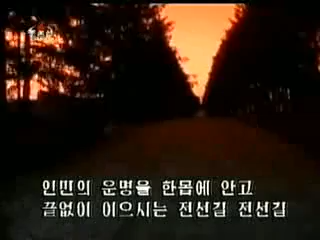 인민의 운명을 한몸에 안고
끝없이 이으시는 전선길 전선길